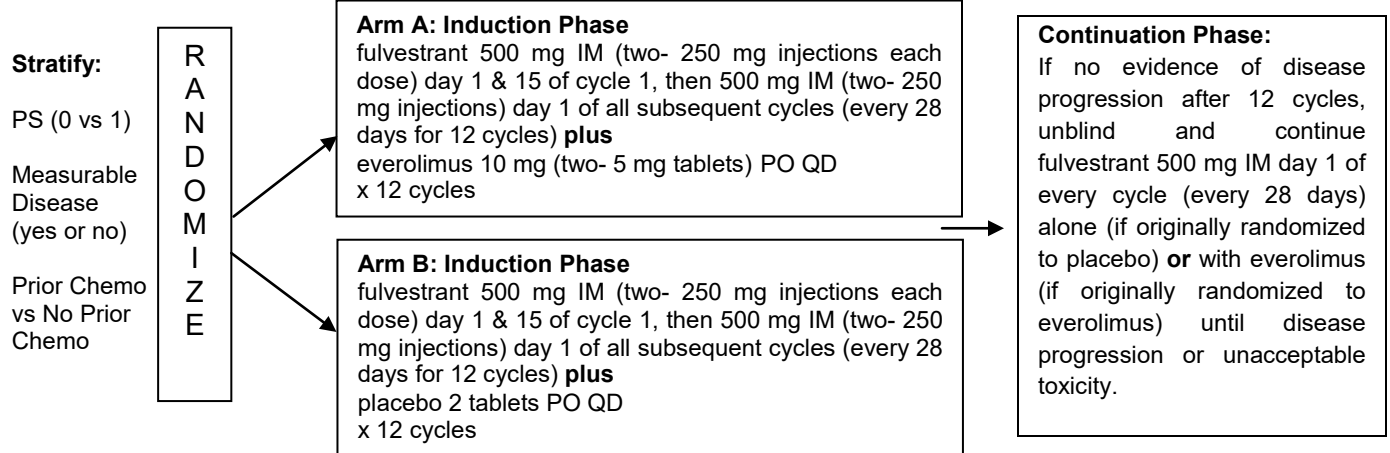 Stratify:
PS (0 vs 1)
Measurable
Disease
(yes or no)
Prior Chemo
vs No Prior
Chemo
R
A
N
D
O
M
I
Z
E
Arm A: Induction Phase
fulvestrant 500 mg IM (two- 250 mg injections each
dose) day 1 & 15 of cycle 1, then 500 mg IM (two- 250
mg injections) day 1 of all subsequent cycles (every 28
days for 12 cycles) plus
everolimus 10 mg (two- 5 mg tablets) PO QD
x 12 cycles
Arm B: Induction Phase
fulvestrant 500 mg IM (two- 250 mg injections each
dose) day 1 & 15 of cycle 1, then 500 mg IM (two- 250
mg injections) day 1 of all subsequent cycles (every 28
days for 12 cycles) plus
placebo 2 tablets PO QD
x 12 cycles
Continuation Phase:
If no evidence of disease
progression after 12 cycles,
unblind and continue
fulvestrant 500 mg IM day 1 of
every cycle (every 28 days)
alone (if originally randomized
to placebo) or with everolimus
(if originally randomized to
everolimus) until disease
progression or unacceptable
toxicity.